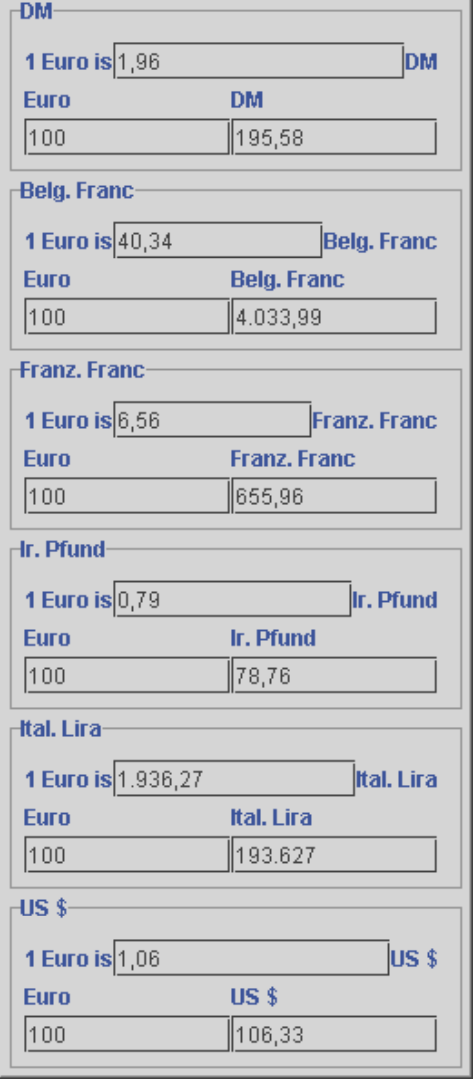 DM
1 Euro is 1,96 DM
Euro DM
100 195,58
Belg. Franc
1 Euro is 40,34 Belg. Franc
Euro Belg. Franc
100 4.033,99
Franz. Franc
1 Euro is 6,56 Franz. Franc
Euro Franz. Franc
100 655,96
Ir. Pfund
1 Euro is 0,79 Ir. Pfund
Euro Ir. Pfund
100 78,76
Ital. Lira
1 Euro is 1.936,27 Ital. Lira
Euro Ital. Lira
100 193.627
US $
1 Euro is 1,06 US $
Euro US $
100 106,33